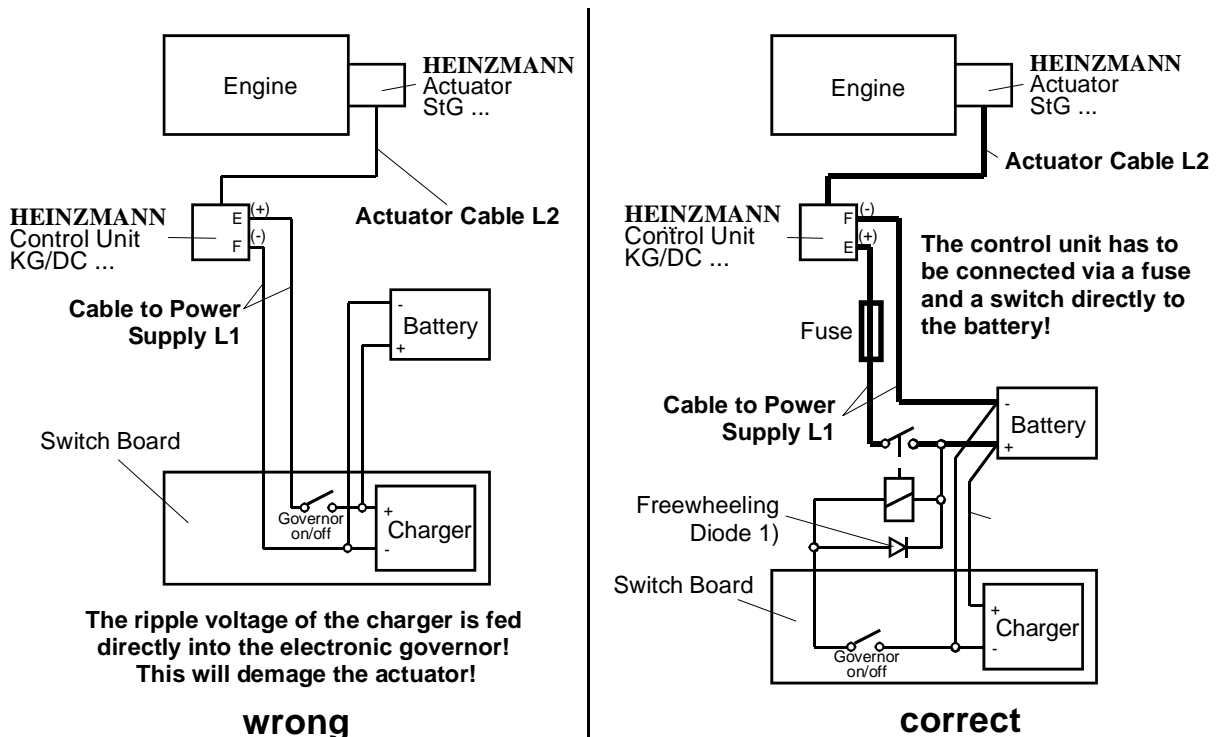 Engine
HEINZMANN
Actuator
StG ...
HEINZMANN
Control Unit
KG/DC ...
E (+)
F (-)
Actuator Cable L2
Cable to Power
Supply L1
-
Battery
+
Switch Board
Governor
on/off
+
Charger
-
The ripple voltage of the charger is fed
directly into the electronic governor!
This will demage the actuator!
wrong
Engine
HEINZMANN
Actuator
StG ...
Actuator Cable L2
HEINZMANN
Control Unit
KG/DC ...
F (-)
E (+)
The control unit has to
be connected via a fuse
and a switch directly to
the battery!
Fuse
Cable to Power
Supply L1
-
Battery
+
Freewheeling
Diode 1)
Switch Board
Governor
on/off
+
Charger
-
correct